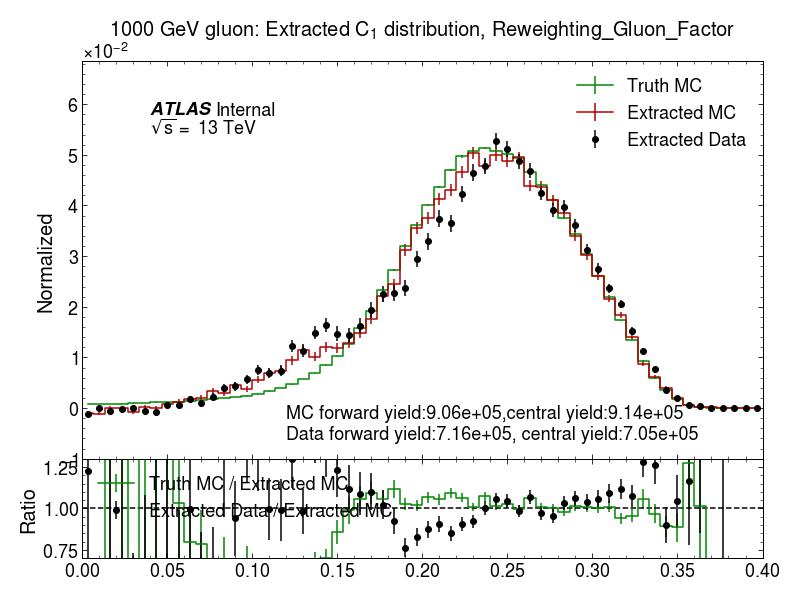 1000 GeV gluon: Extracted C₁ distribution, Reweighting_Gluon_Factor
×10⁻²
ATLAS Internal
√s = 13 TeV
Truth MC
Extracted MC
Extracted Data
6
5
4
3
2
1
0
Normalized
MC forward yield:9.06e+05,central yield:9.14e+05
Data forward yield:7.16e+05, central yield:7.05e+05
1
1.25
1.00
0.75
Ratio
Truth MC / Extracted MC
Extracted Data / Extracted MC
0.00 0.05 0.10 0.15 0.20 0.25 0.30 0.35 0.40